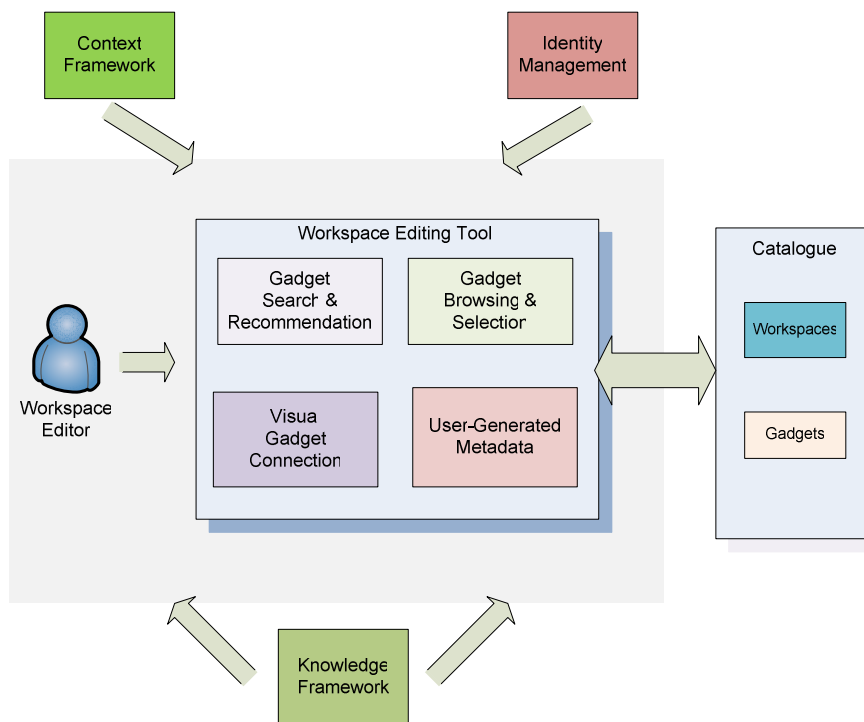 Context
Framework
Identity
Management
Workspace Editing Tool
Gadget
Search &
Recommendation
Gadget
Browsing &
Selection
Visua
Gadget
Connection
User-Generated
Metadata
Workspace
Editor
Catalogue
Workspaces
Gadgets
Knowledge
Framework